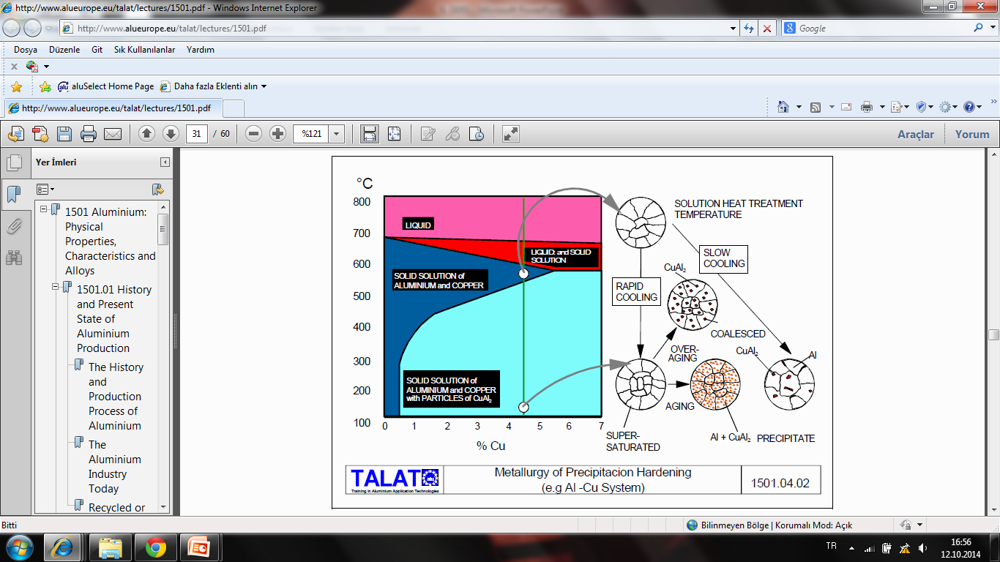 http://www.alueurope.eu/talat/lectures/1501.pdf - Windows Internet Explorer
http://www.alueurope.eu/talat/lectures/1501.pdf
Google
Dosya Düzenle Git Sık Kullanılanlar Yardım
aluSelect Home Page Daha fazla Eklenti alın
http://www.alueurope.eu/talat/lectures/1501.pdf
31 / 60 %121 Araçlar Yorum
Yer İmleri
1501 Aluminium:
Physical
Properties,
Characteristics and
Alloys
1501.01 History
and Present
State of
Aluminium
Production
The History
and
Production
Process of
Aluminium
The
Aluminium
Industry
Today
Recycled or
°C
800
700
600
500
400
300
200
100
0 1 2 3 4 5 6 7
% Cu
LIQUID
LIQUID: and SOLID
SOLUTION
SOLID SOLUTION of
ALUMINIUM and COPPER
SOLID SOLUTION of
ALUMINIUM and COPPER
with PARTICLES of CuAl2
SOLUTION HEAT TREATMENT
TEMPERATURE
SLOW
COOLING
CuAl2
RAPID
COOLING
COALESCED
OVER-
AGING
CuAl2
Al
AGING
SUPER-
SATURATED
Al + CuAl2
PRECIPITATE
TALAT
alu
Training in Aluminium Application Technologies
Metallurgy of Precipitacion Hardening
(e.g Al -Cu System)
1501.04.02
Bitti
Bilinmeyen Bölge | Korumalı Mod: Açık
TR
16:56
12.10.2014